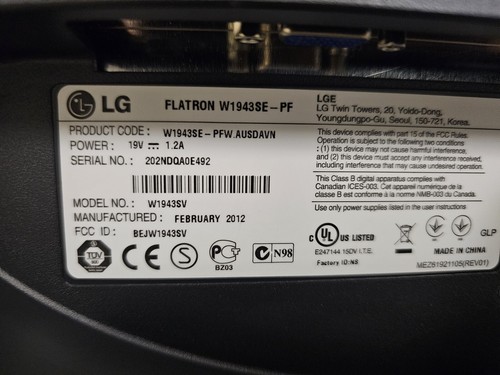 LG FLATRON W1943SE-PF
PRODUCT CODE : W1943SE-PFW.AUSDAVN
POWER : 19V ⎓ 1.2A
SERIAL NO. : 202NDQA0E492
MODEL NO. : W1943SV
MANUFACTURED : FEBRUARY 2012
FCC ID : BEJW1943SV
TÜV
CE
S
PG
BZ03
N98
LGE
LG Twin Towers, 20, Yoido-Dong,
Youngdungpo-Gu, Seoul, 150-721, Korea.
This device complies with part 15 of the FCC Rules.
Operation is subject to the following two conditions
: (1) this device may not cause harmful interference,
and (2) this device must accept any interference received,
including interference that may cause undesired operation.
This Class B digital apparatus complies with
Canadian ICES-003. Cet appareil numérique de la
classe B est conforme à la norme NMB-003 du Canada.
Use only power supplies listed in the user instructions
c UL US LISTED
E247144 15DV I.T.E.
Factory ID:NS
GLP
MADE IN CHINA
MEZ61921105(REV01)